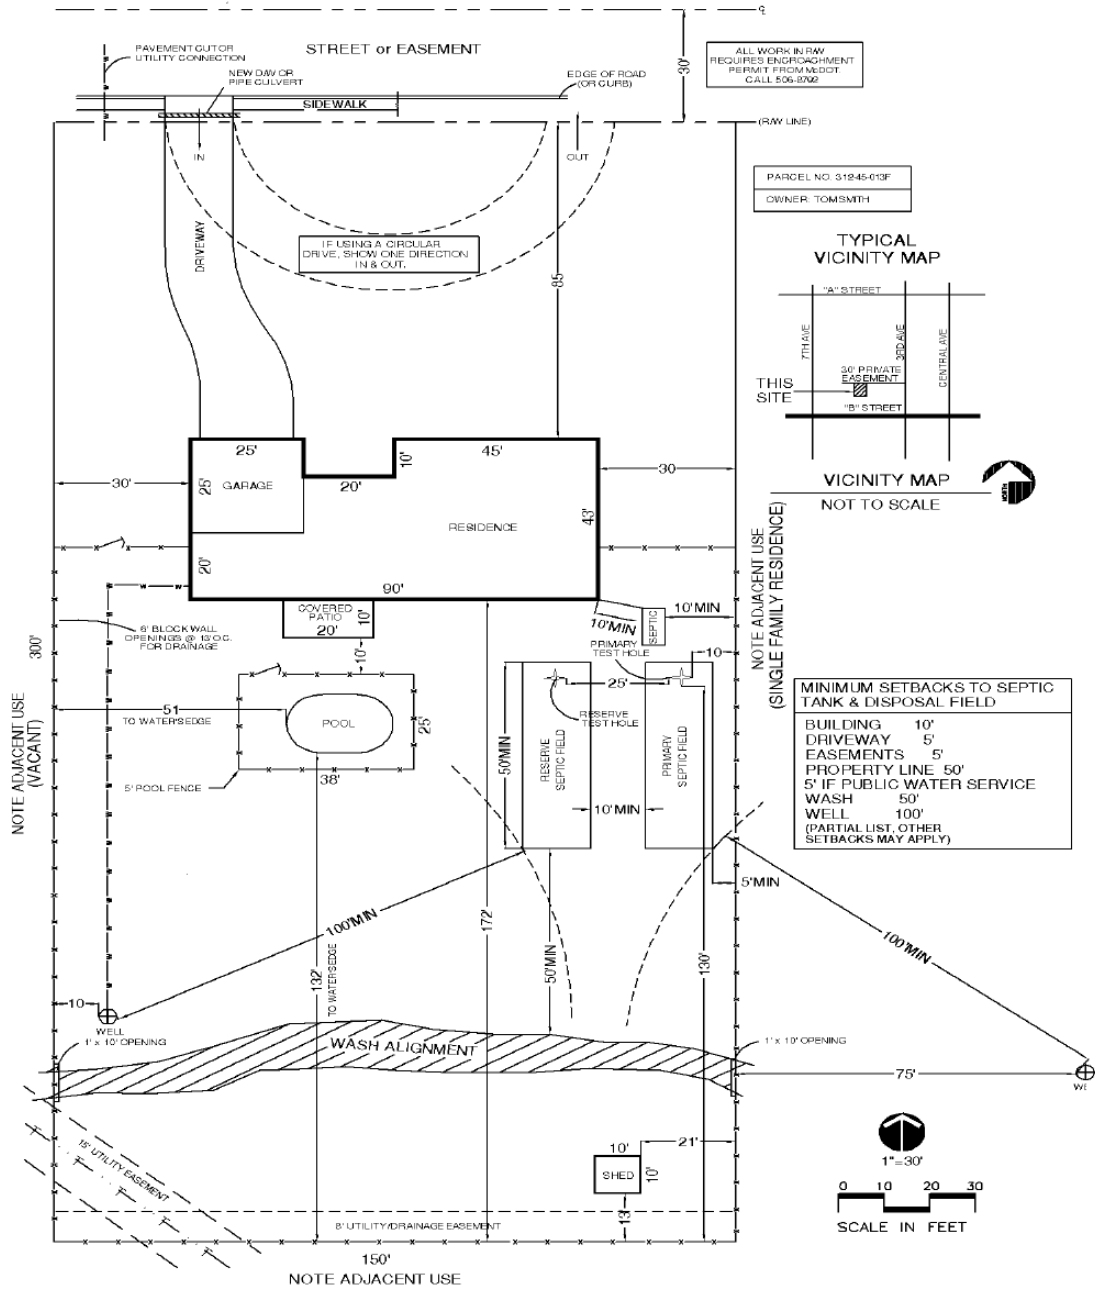 ℄
PAVEMENT CUT OR
UTILITY CONNECTION
STREET or EASEMENT
30'
ALL WORK IN R/W
REQUIRES ENCROACHMENT
PERMIT FROM McDOT.
CALL 506-8792
NEW D/W OR
PIPE CULVERT
EDGE OF ROAD
(OR CURB)
SIDEWALK
(R/W LINE)
IN
OUT
PARCEL NO. 312-45-013F
OWNER: TOM SMITH
DRIVEWAY
IF USING A CIRCULAR
DRIVE, SHOW ONE DIRECTION
IN & OUT.
85'
TYPICAL
VICINITY MAP
"A" STREET
7TH AVE
3RD AVE
CENTRAL AVE
30' PRIVATE
EASEMENT
THIS
SITE
"B" STREET
VICINITY MAP
NOT TO SCALE
NORTH
25'
10'
45'
30'
25'
GARAGE
20'
30
RESIDENCE
43'
20'
90'
COVERED
PATIO
10'
20'
10'
10'MIN
SEPTIC
10'MIN
6' BLOCK WALL
OPENINGS @ 13'O.C.
FOR DRAINAGE
300'
NOTE ADJACENT USE
(VACANT)
NOTE ADJACENT USE
(SINGLE FAMILY RESIDENCE)
PRIMARY
TEST HOLE
10
25'
RESERVE
TEST HOLE
51
TO WATER'S EDGE
POOL
25'
38'
5' POOL FENCE
50'MIN
RESERVE
SEPTIC FIELD
PRIMARY
SEPTIC FIELD
10'MIN
MINIMUM SETBACKS TO SEPTIC
TANK & DISPOSAL FIELD
BUILDING 10'
DRIVEWAY 5'
EASEMENTS 5'
PROPERTY LINE 50'
5' IF PUBLIC WATER SERVICE
WASH 50'
WELL 100'
(PARTIAL LIST, OTHER
SETBACKS MAY APPLY)
5'MIN
100'MIN
172'
132'
TO WATER'S EDGE
50'MIN
130'
100'MIN
10
WELL
1' x 10' OPENING
WASH ALIGNMENT
1' x 10' OPENING
75'
WE
15' UTILITY EASEMENT
10'
21'
SHED
10'
13'
1"=30'
0 10 20 30
SCALE IN FEET
8' UTILITY/DRAINAGE EASEMENT
150'
NOTE ADJACENT USE